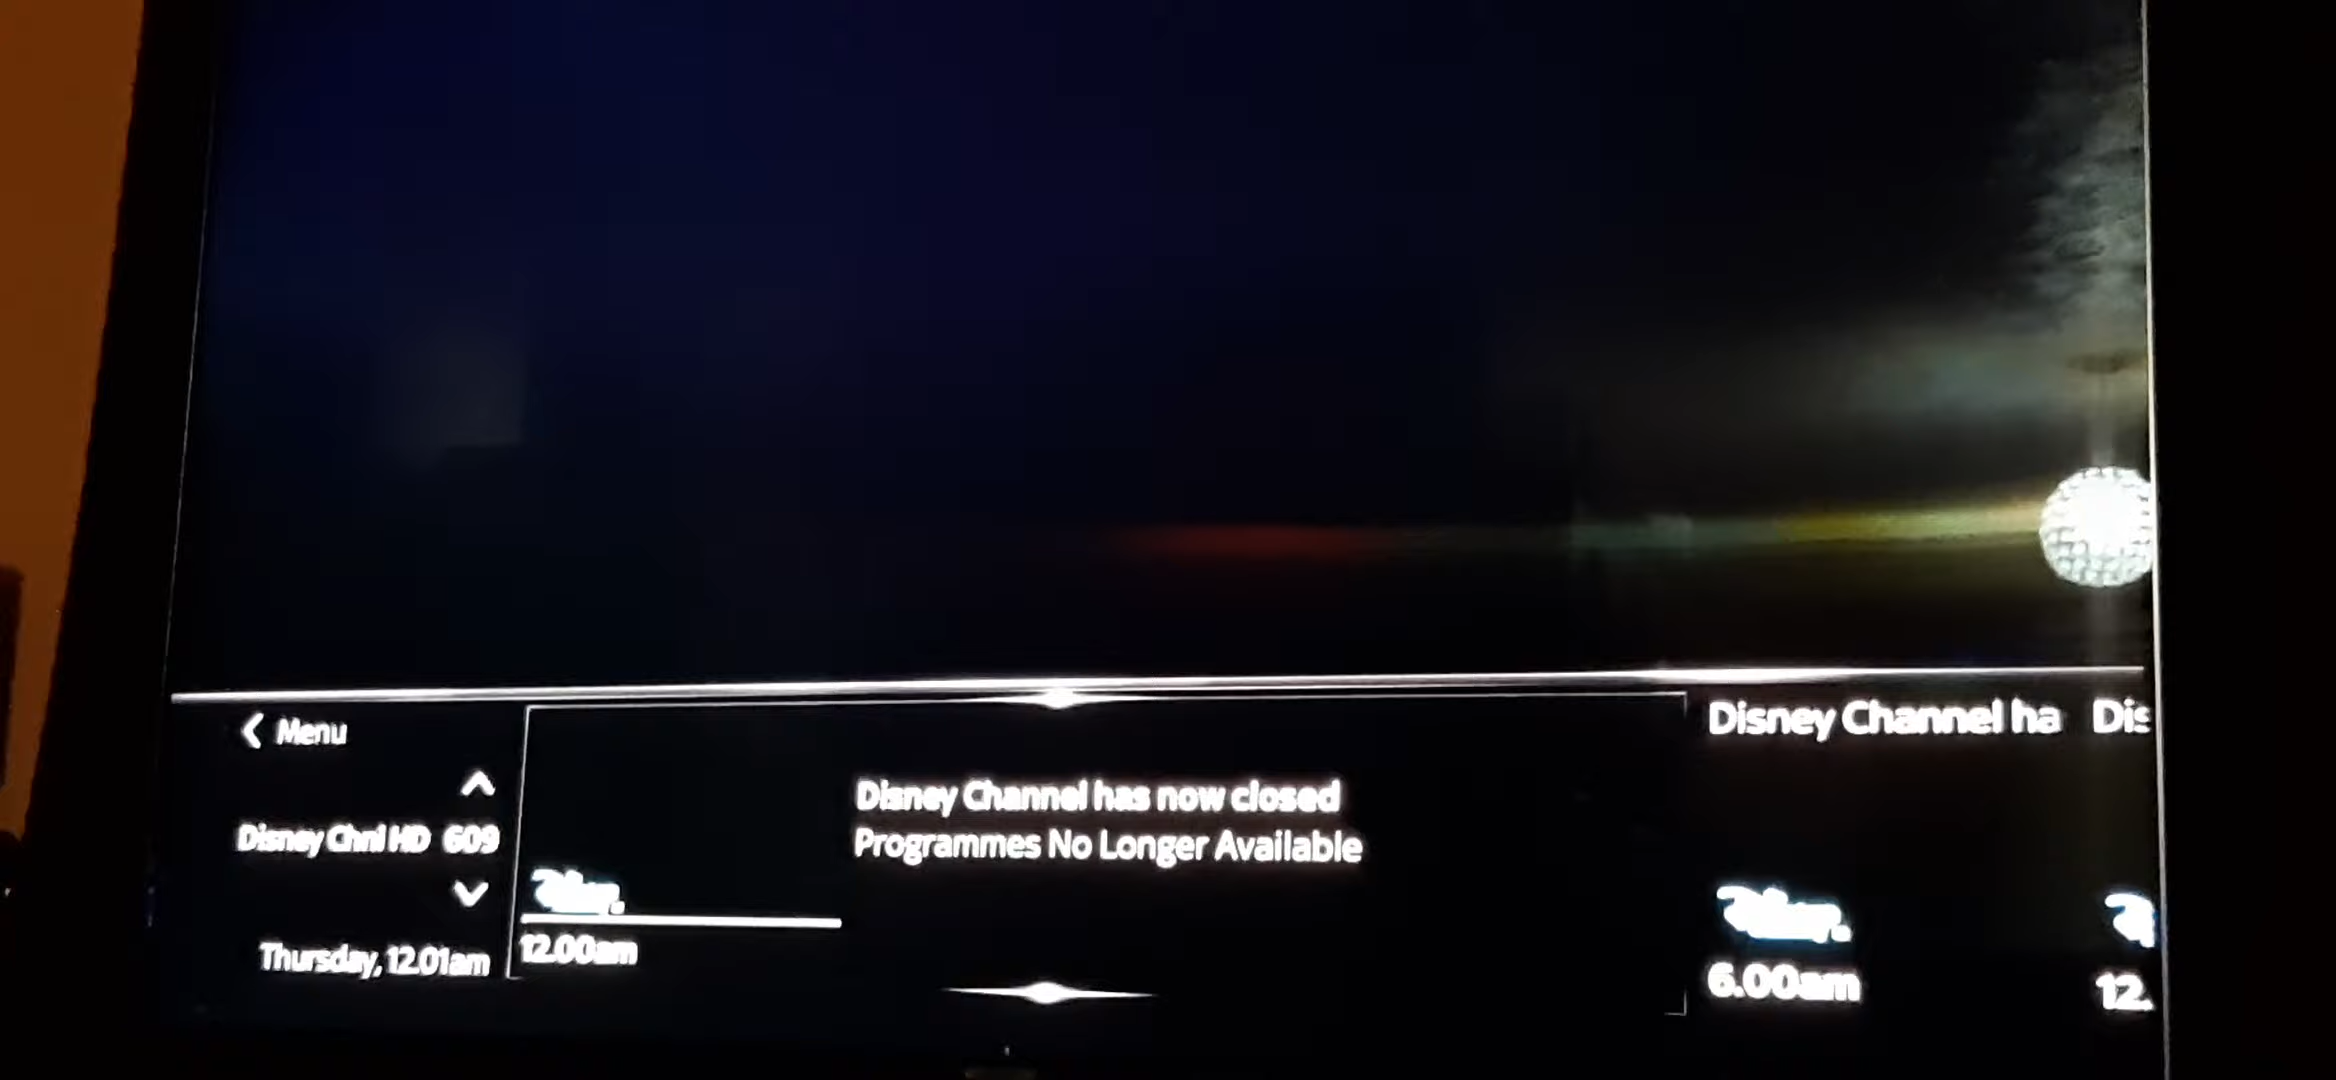 Menu
Disney Chnl HD 609
Thursday, 12.01am
Disney Channel has now closed
Programmes No Longer Available
12.00am
Disney Channel ha
6.00am
Dis
12.